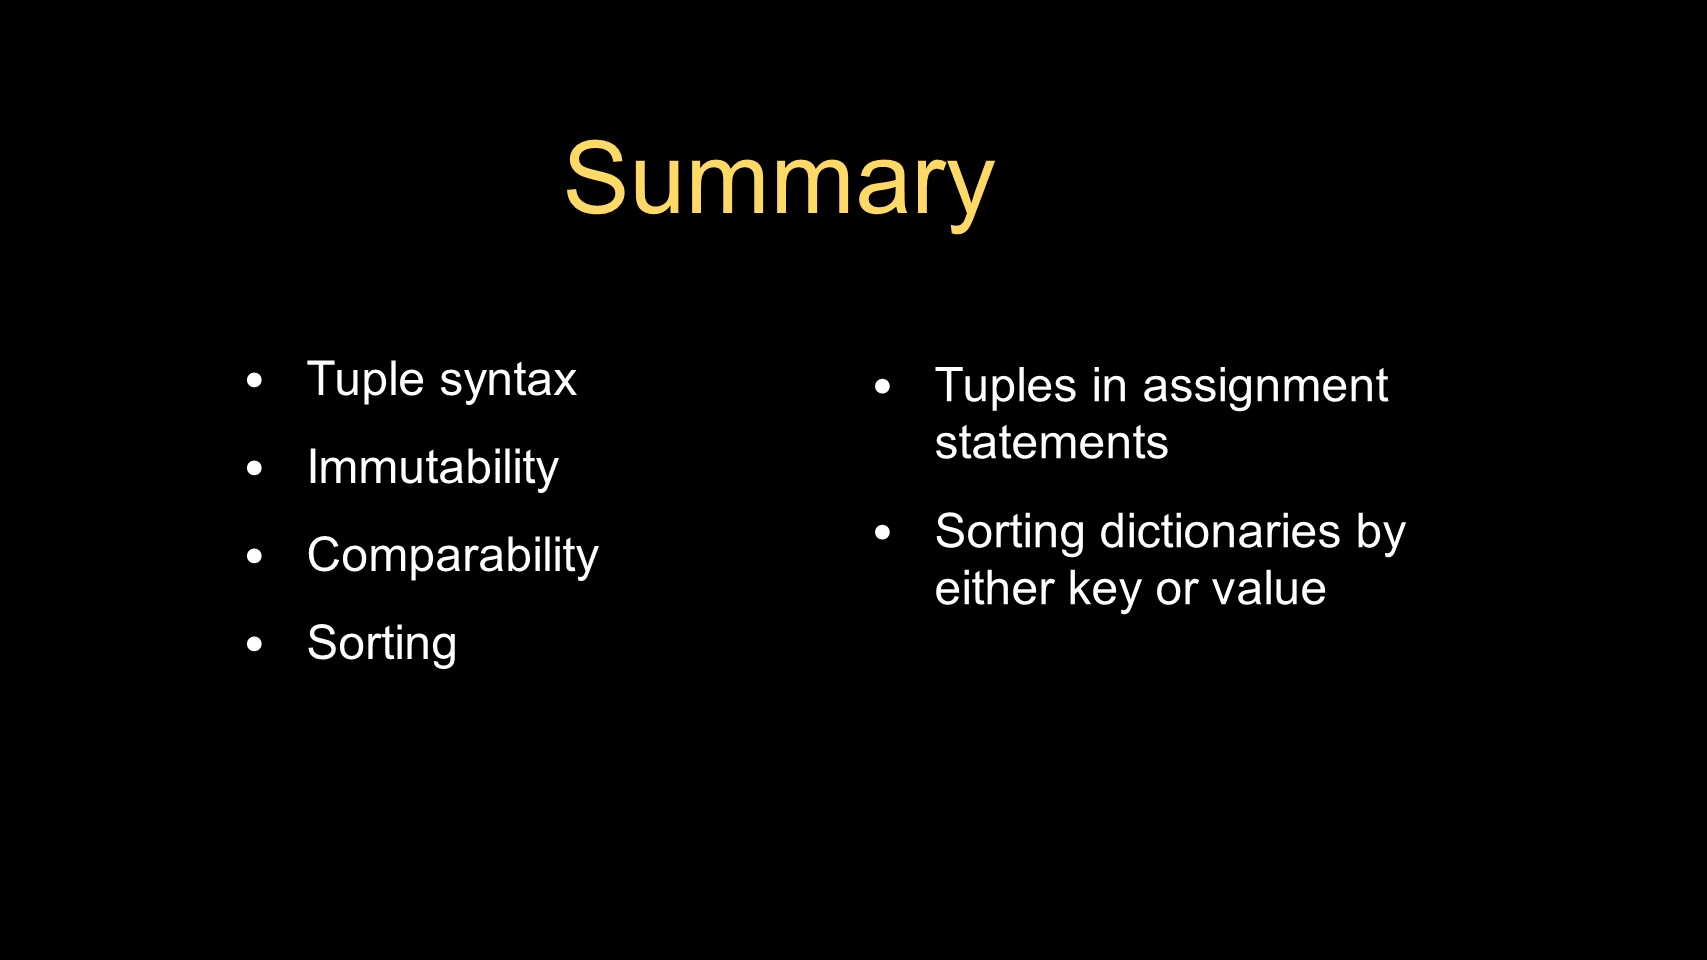 Summary
• Tuple syntax
• Immutability
• Comparability
• Sorting
• Tuples in assignment
statements
• Sorting dictionaries by
either key or value